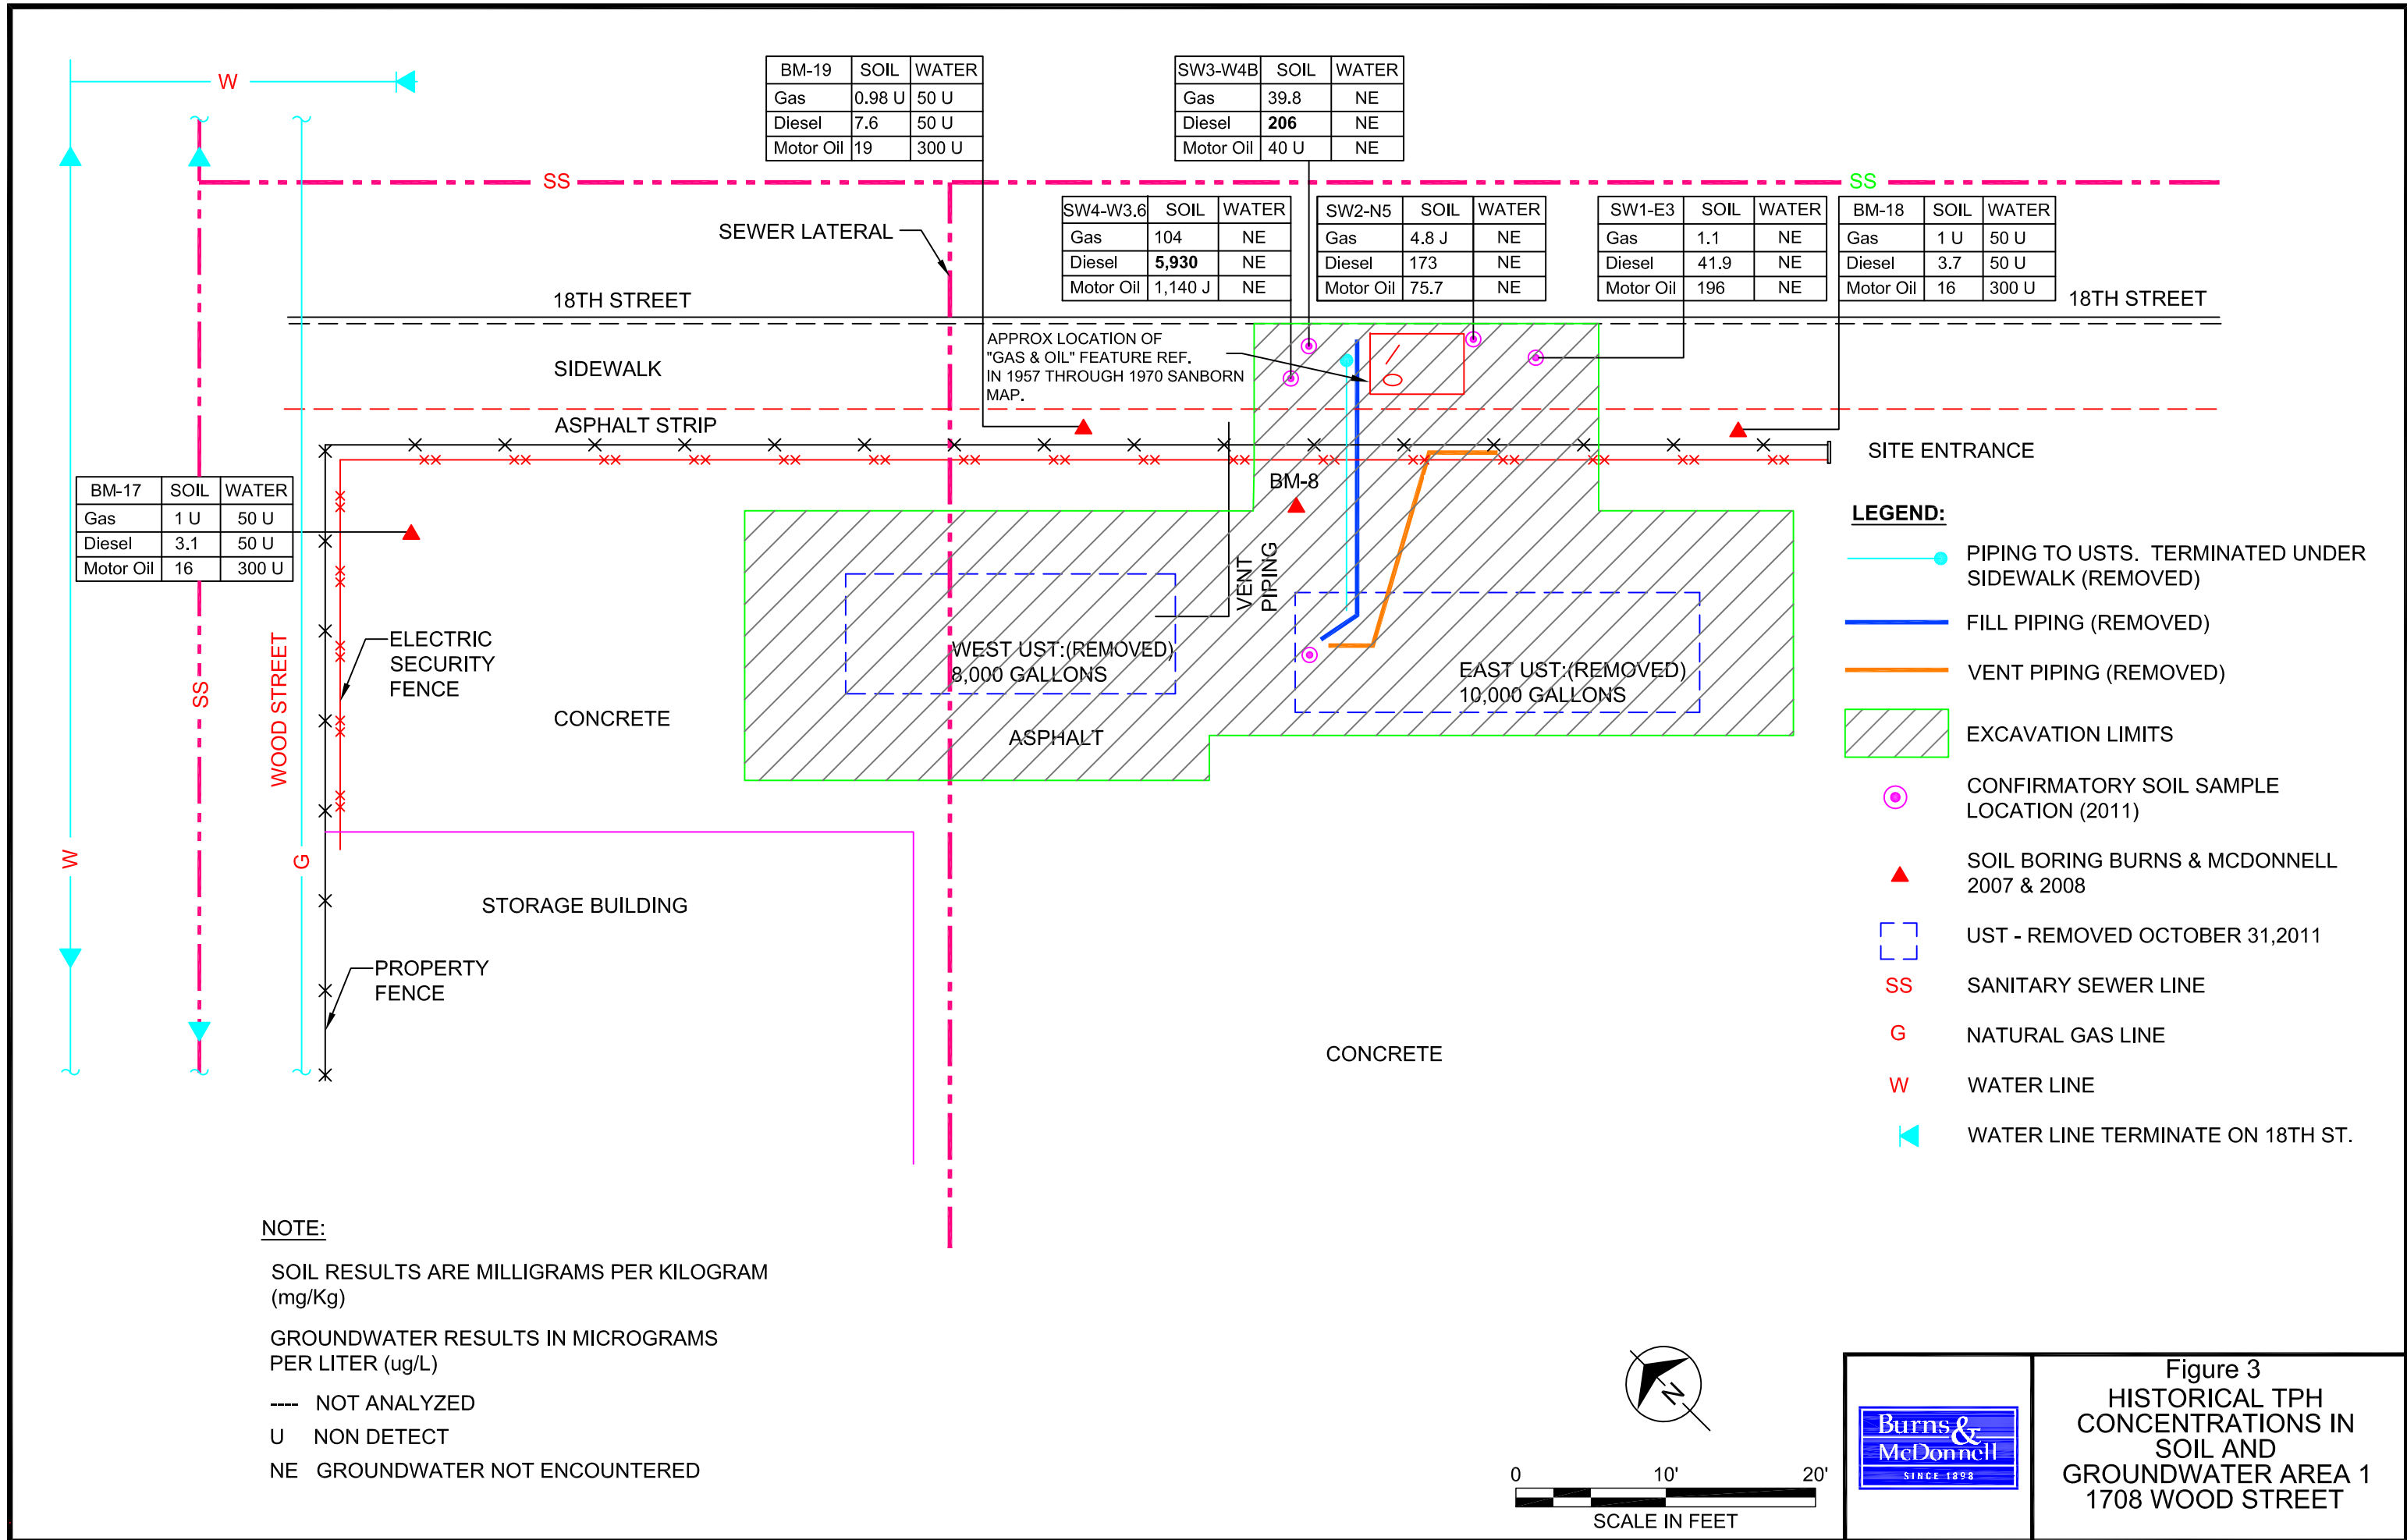 W
BM-19 SOIL WATER
Gas 0.98 U 50 U
Diesel 7.6 50 U
Motor Oil 19 300 U
SW3-W4B SOIL WATER
Gas 39.8 NE
Diesel 206 NE
Motor Oil 40 U NE
SS
SS
SEWER LATERAL
SW4-W3.6 SOIL WATER
Gas 104 NE
Diesel 5,930 NE
Motor Oil 1,140 J NE
SW2-N5 SOIL WATER
Gas 4.8 J NE
Diesel 173 NE
Motor Oil 75.7 NE
SW1-E3 SOIL WATER
Gas 1.1 NE
Diesel 41.9 NE
Motor Oil 196 NE
BM-18 SOIL WATER
Gas 1 U 50 U
Diesel 3.7 50 U
Motor Oil 16 300 U
18TH STREET
18TH STREET
APPROX LOCATION OF
"GAS & OIL" FEATURE REF.
IN 1957 THROUGH 1970 SANBORN
MAP.
SIDEWALK
ASPHALT STRIP
SITE ENTRANCE
BM-17 SOIL WATER
Gas 1 U 50 U
Diesel 3.1 50 U
Motor Oil 16 300 U
BM-8
VENT
PIPING
WEST UST:(REMOVED)
8,000 GALLONS
EAST UST:(REMOVED)
10,000 GALLONS
ASPHALT
ELECTRIC
SECURITY
FENCE
CONCRETE
WOOD STREET
SS
W
G
STORAGE BUILDING
PROPERTY
FENCE
CONCRETE
LEGEND:
PIPING TO USTS. TERMINATED UNDER
SIDEWALK (REMOVED)
FILL PIPING (REMOVED)
VENT PIPING (REMOVED)
EXCAVATION LIMITS
CONFIRMATORY SOIL SAMPLE
LOCATION (2011)
SOIL BORING BURNS & MCDONNELL
2007 & 2008
UST - REMOVED OCTOBER 31,2011
SS SANITARY SEWER LINE
G NATURAL GAS LINE
W WATER LINE
WATER LINE TERMINATE ON 18TH ST.
NOTE:
SOIL RESULTS ARE MILLIGRAMS PER KILOGRAM
(mg/Kg)
GROUNDWATER RESULTS IN MICROGRAMS
PER LITER (ug/L)
---- NOT ANALYZED
U NON DETECT
NE GROUNDWATER NOT ENCOUNTERED
N
0 10' 20'
SCALE IN FEET
Burns &
McDonnell
SINCE 1898
Figure 3
HISTORICAL TPH
CONCENTRATIONS IN
SOIL AND
GROUNDWATER AREA 1
1708 WOOD STREET